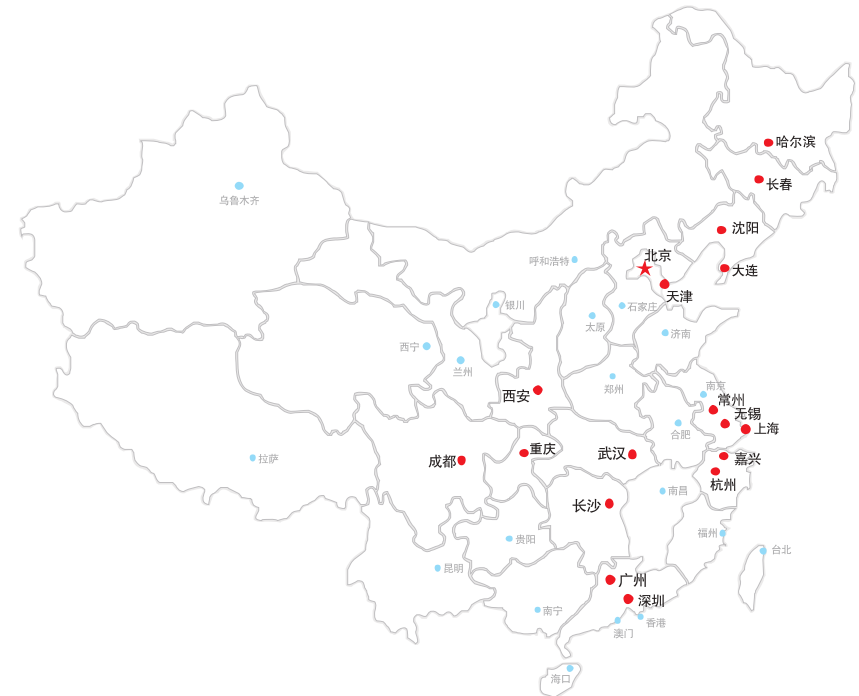 哈尔滨
长春
乌鲁木齐
沈阳
北京
呼和浩特
大连
天津
银川
石家庄
太原
济南
西宁
兰州
南京
郑州
西安
常州
无锡
上海
合肥
重庆
武汉
拉萨
成都
嘉兴
杭州
南昌
长沙
福州
贵阳
台北
昆明
广州
深圳
南宁
香港
澳门
海口